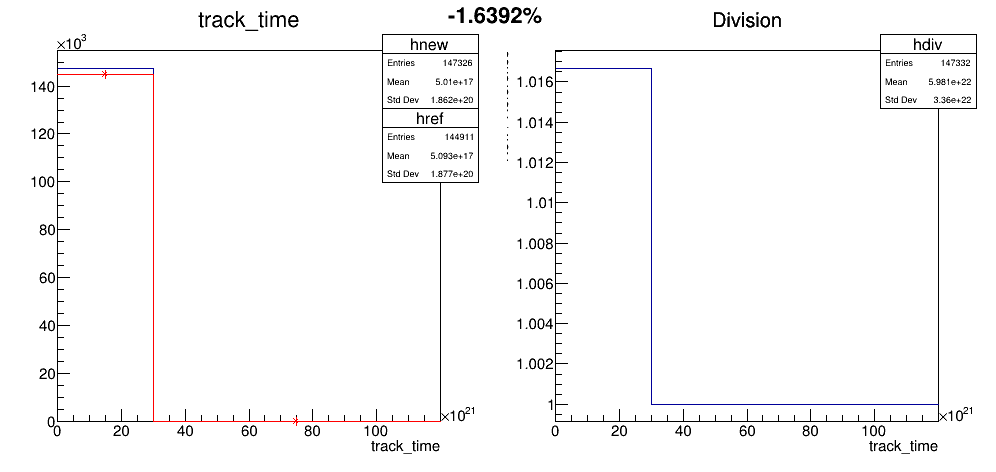 -1.6392%
track_time
×10³
hnew
Entries 147326
Mean 5.01e+17
Std Dev 1.862e+20
href
Entries 144911
Mean 5.093e+17
Std Dev 1.877e+20
140
120
100
80
60
40
20
0
0 20 40 60 80 100
×10²¹
track_time
Division
hdiv
Entries 147332
Mean 5.981e+22
Std Dev 3.36e+22
1.016
1.014
1.012
1.01
1.008
1.006
1.004
1.002
1
0 20 40 60 80 100
×10²¹
track_time